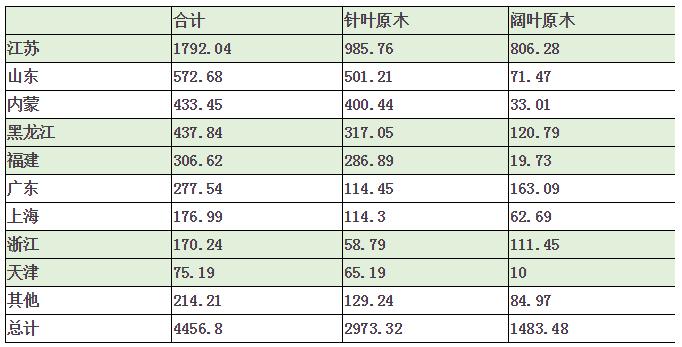 合计 针叶原木 阔叶原木
江苏 1792.04 985.76 806.28
山东 572.68 501.21 71.47
内蒙 433.45 400.44 33.01
黑龙江 437.84 317.05 120.79
福建 306.62 286.89 19.73
广东 277.54 114.45 163.09
上海 176.99 114.3 62.69
浙江 170.24 58.79 111.45
天津 75.19 65.19 10
其他 214.21 129.24 84.97
总计 4456.8 2973.32 1483.48